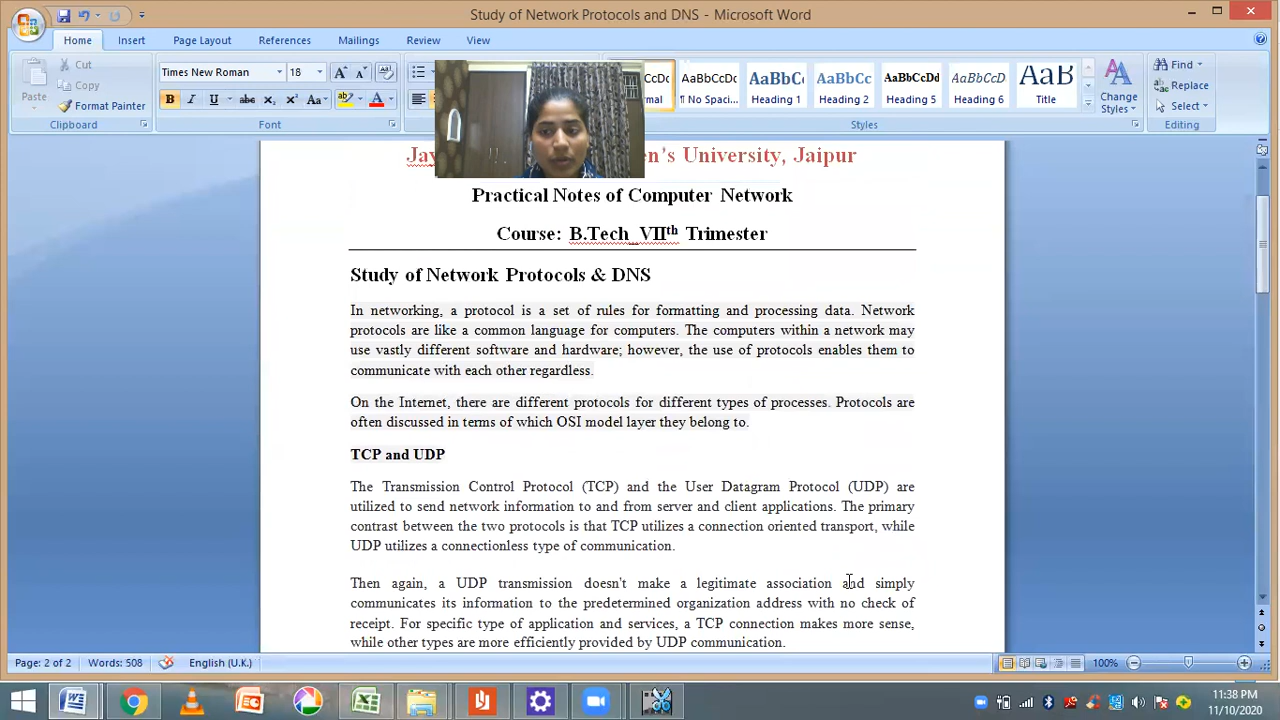 Study of Network Protocols and DNS - Microsoft Word
Home Insert Page Layout References Mailings Review View
Cut
Copy
Paste
Format Painter
Clipboard
Times New Roman 18
B I U abc X₂ X² Aa
Font
AaBbCcDc AaBbC AaBbCc AaBbCcDd AaBbCcDd AaB
¶ No Spaci... Heading 1 Heading 2 Heading 5 Heading 6 Title
Change Styles
Styles
Find
Replace
Select
Editing
University, Jaipur
Practical Notes of Computer Network
Course: B.Tech_VIIth Trimester
Study of Network Protocols & DNS
In networking, a protocol is a set of rules for formatting and processing data. Network
protocols are like a common language for computers. The computers within a network may
use vastly different software and hardware; however, the use of protocols enables them to
communicate with each other regardless.
On the Internet, there are different protocols for different types of processes. Protocols are
often discussed in terms of which OSI model layer they belong to.
TCP and UDP
The Transmission Control Protocol (TCP) and the User Datagram Protocol (UDP) are
utilized to send network information to and from server and client applications. The primary
contrast between the two protocols is that TCP utilizes a connection oriented transport, while
UDP utilizes a connectionless type of communication.
Then again, a UDP transmission doesn't make a legitimate association and simply
communicates its information to the predetermined organization address with no check of
receipt. For specific type of application and services, a TCP connection makes more sense,
while other types are more efficiently provided by UDP communication.
Page: 2 of 2 Words: 508 English (U.K.) 100%
11:38 PM
11/10/2020